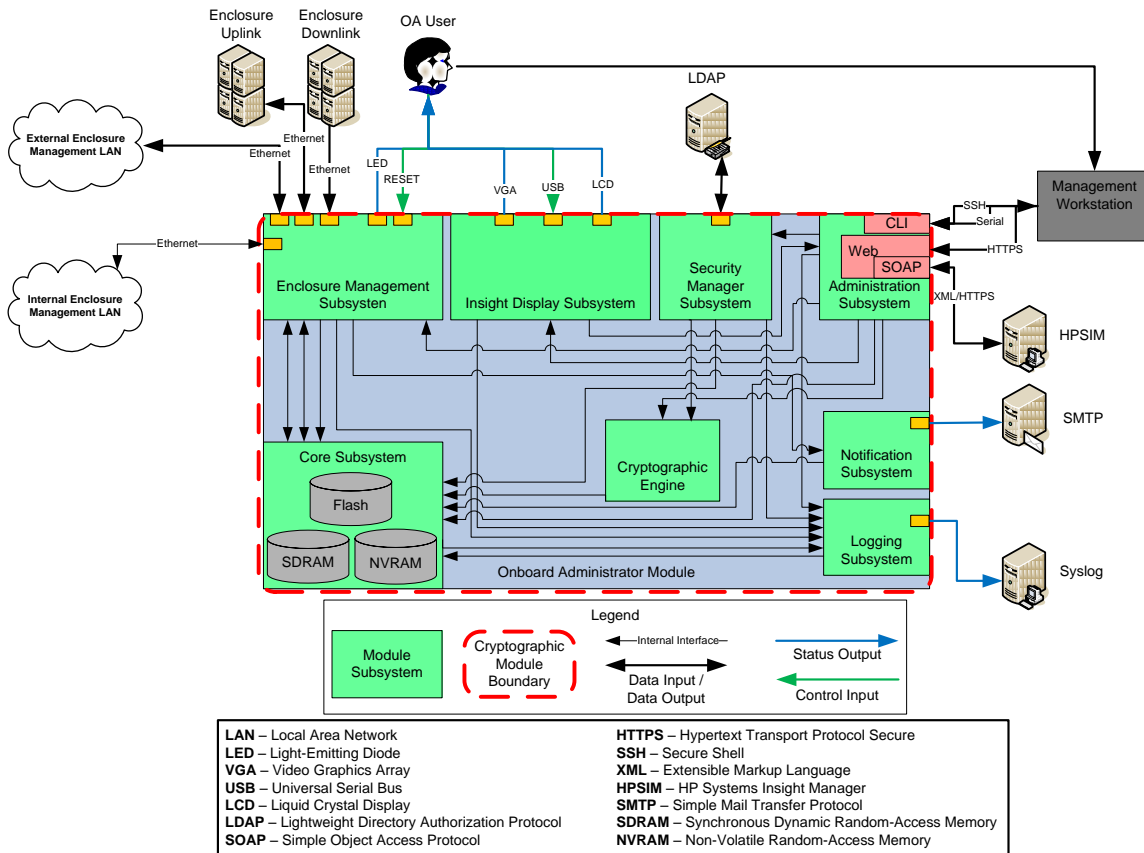 Enclosure
Uplink
Enclosure
Downlink
OA User
LDAP
External Enclosure
Management LAN
Ethernet
Ethernet
Ethernet
LED
RESET
VGA
USB
LCD
Management
Workstation
SSH
Serial
HTTPS
CLI
Web
SOAP
XML/HTTPS
Ethernet
Internal Enclosure
Management LAN
Enclosure Management
Subsysten
Insight Display Subsystem
Security
Manager
Subsystem
Administration
Subsystem
HPSIM
SMTP
Core Subsystem
Flash
SDRAM
NVRAM
Cryptographic
Engine
Notification
Subsystem
Logging
Subsystem
Syslog
Onboard Administrator Module
Legend
Module
Subsystem
Cryptographic
Module
Boundary
Internal Interface
Data Input /
Data Output
Status Output
Control Input
LAN – Local Area Network
LED – Light-Emitting Diode
VGA – Video Graphics Array
USB – Universal Serial Bus
LCD – Liquid Crystal Display
LDAP – Lightweight Directory Authorization Protocol
SOAP – Simple Object Access Protocol
HTTPS – Hypertext Transport Protocol Secure
SSH – Secure Shell
XML – Extensible Markup Language
HPSIM – HP Systems Insight Manager
SMTP – Simple Mail Transfer Protocol
SDRAM – Synchronous Dynamic Random-Access Memory
NVRAM – Non-Volatile Random-Access Memory